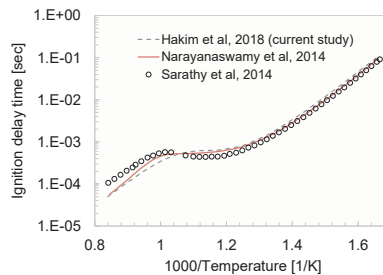 1.E+00
1.E-01
1.E-02
1.E-03
1.E-04
1.E-05
Ignition delay time [sec]
Hakim et al, 2018 (current study)
Narayanaswamy et al, 2014
Sarathy et al, 2014
0.8 1 1.2 1.4 1.6
1000/Temperature [1/K]